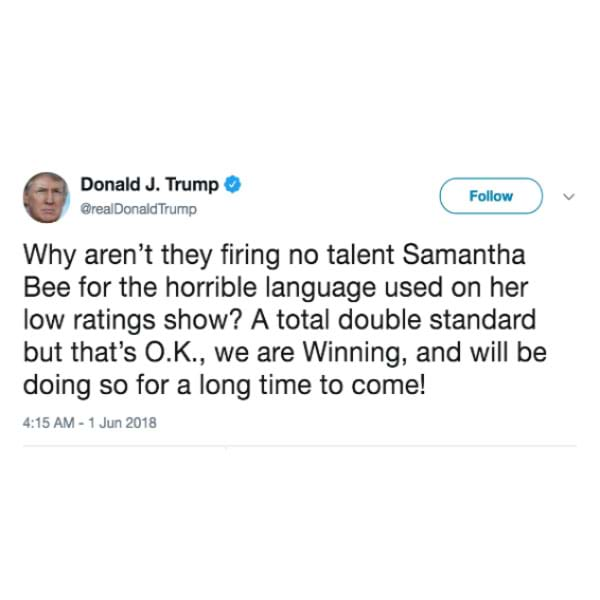 Donald J. Trump
@realDonaldTrump
Follow
Why aren’t they firing no talent Samantha
Bee for the horrible language used on her
low ratings show? A total double standard
but that’s O.K., we are Winning, and will be
doing so for a long time to come!
4:15 AM - 1 Jun 2018